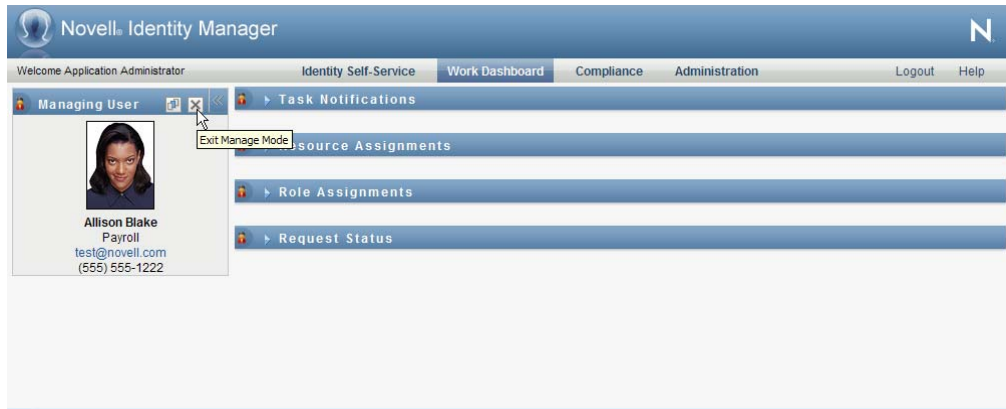 Novell® Identity Manager
N
Welcome Application Administrator
Identity Self-Service Work Dashboard Compliance Administration Logout Help
Managing User
Exit Manage Mode
Allison Blake
Payroll
test@novell.com
(555) 555-1222
Task Notifications
Resource Assignments
Role Assignments
Request Status